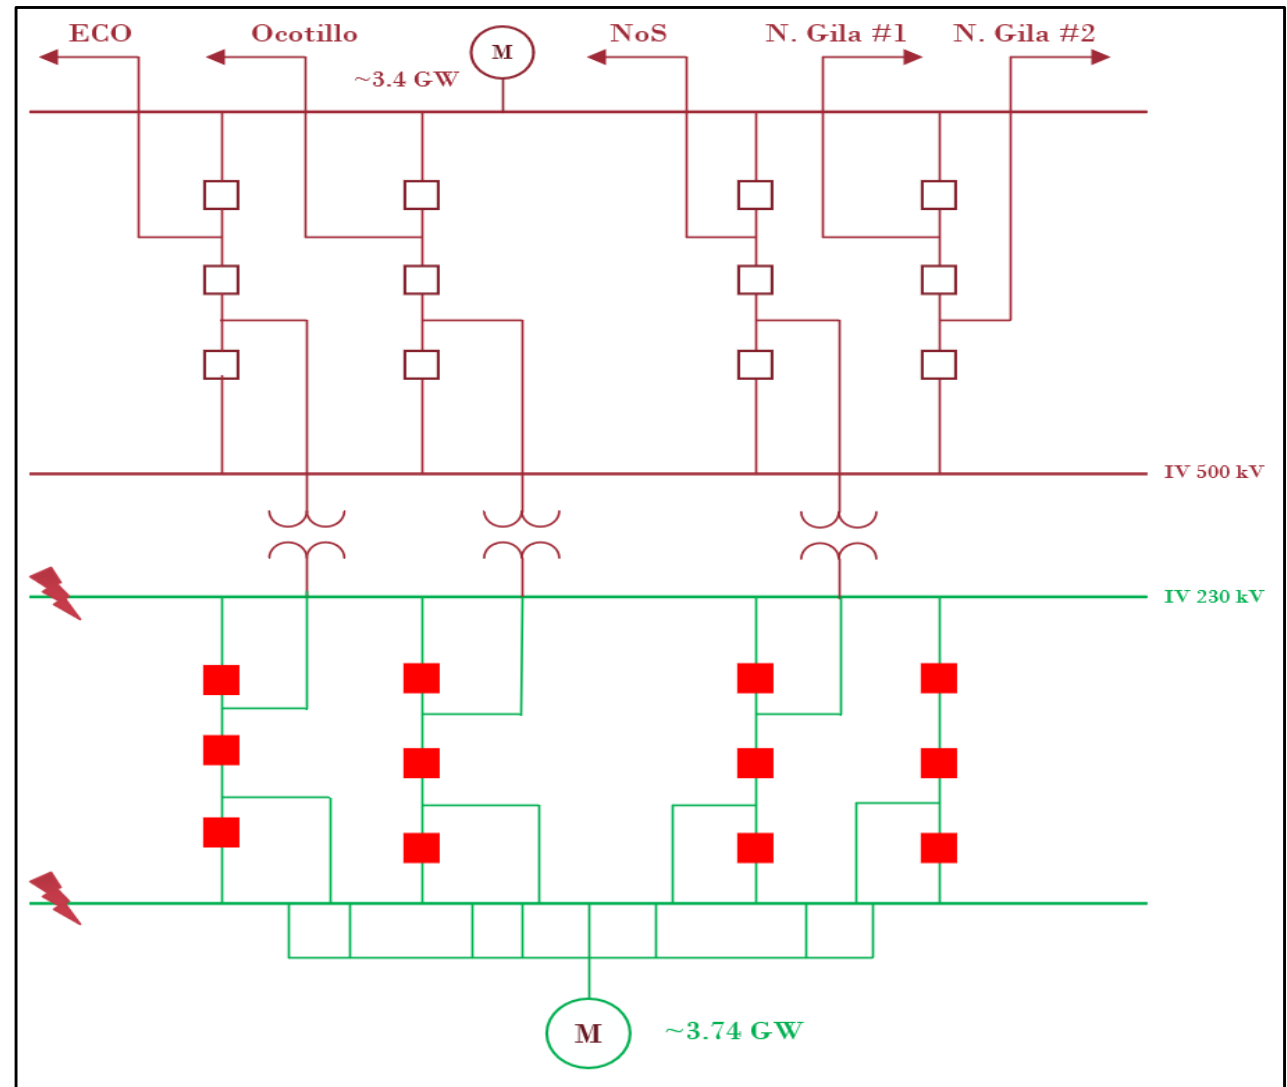 ECO
Ocotillo
M
NoS
N. Gila #1
N. Gila #2
~3.4 GW
IV 500 kV
IV 230 kV
M
~3.74 GW